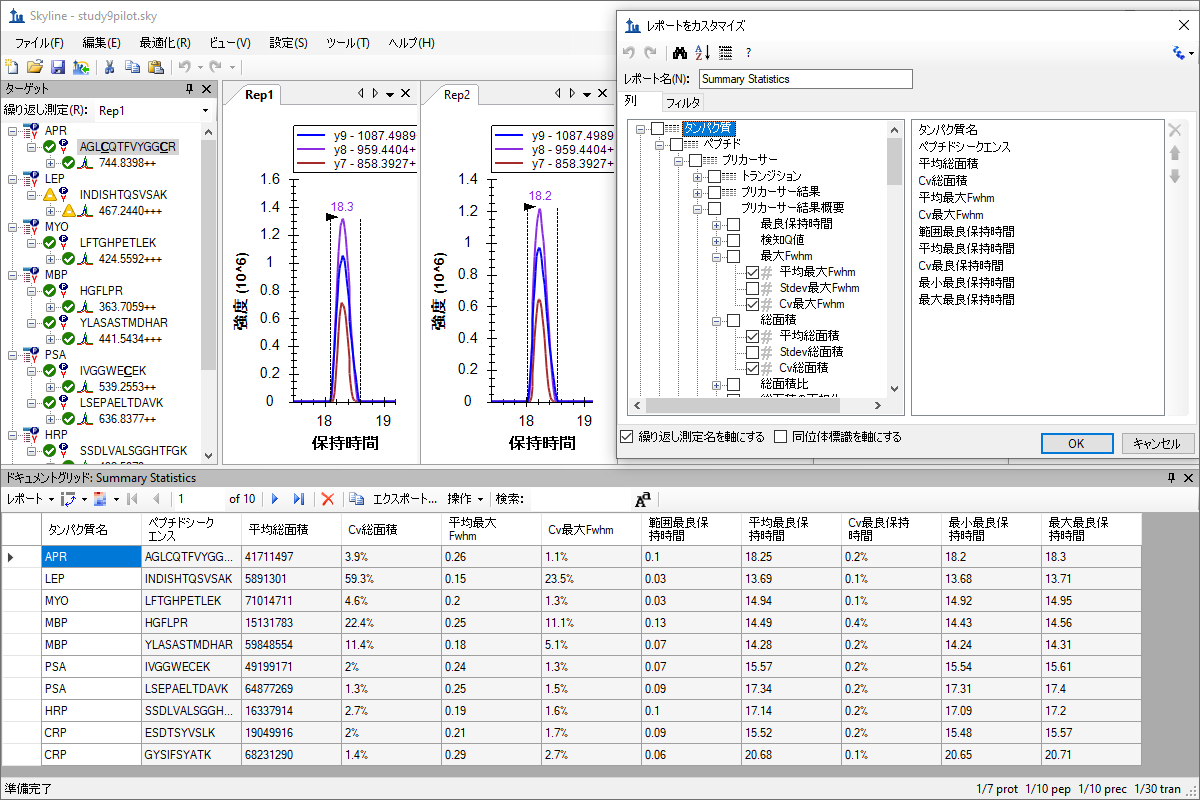 Skyline - study9pilot.sky
ファイル(F) 編集(E) 最適化(R) ビュー(V) 設定(S) ツール(T) ヘルプ(H)
ターゲット
繰り返し測定(R): Rep1
APR
AGLCQTFVYGGCR
744.8398++
LEP
INDISHTQSVSAK
467.2440+++
MYO
LFTGHPETLEK
424.5592+++
MBP
HGFLPR
363.7059++
YLASASTMDHAR
441.5434+++
PSA
IVGGWECEK
539.2553++
LSEPAELTDAVK
636.8377++
HRP
SSDLVALSGGHTFGK
Rep1
y9 - 1087.4989
y8 - 959.4404+
y7 - 858.3927+
1.6
1.4
1.2
1
0.8
0.6
0.4
0.2
0
強度 (10^6)
18.3
18 19
保持時間
Rep2
y9 - 1087.4989
y8 - 959.4404+
y7 - 858.3927+
1.4
1.2
1
0.8
0.6
0.4
0.2
0
強度 (10^6)
18.2
18 19
保持時間
レポートをカスタマイズ
レポート名(N): Summary Statistics
列 フィルタ
タンパク質
ペプチド
プリカーサー
トランジション
プリカーサー結果
プリカーサー結果概要
最良保持時間
検知Q値
最大Fwhm
平均最大Fwhm
Stdev最大Fwhm
Cv最大Fwhm
総面積
平均総面積
Stdev総面積
Cv総面積
総面積比
タンパク質名
ペプチドシークエンス
平均総面積
Cv総面積
平均最大Fwhm
Cv最大Fwhm
範囲最良保持時間
平均最良保持時間
Cv最良保持時間
最小最良保持時間
最大最良保持時間
繰り返し測定名を軸にする 同位体標識を軸にする
OK キャンセル
ドキュメントグリッド: Summary Statistics
レポート 1 of 10 エクスポート... 操作 検索: Aa
タンパク質名 ペプチドシークエンス 平均総面積 Cv総面積 平均最大Fwhm Cv最大Fwhm 範囲最良保持時間 平均最良保持時間 Cv最良保持時間 最小最良保持時間 最大最良保持時間
APR AGLCQTFVYGG... 41711497 3.9% 0.26 1.1% 0.1 18.25 0.2% 18.2 18.3
LEP INDISHTQSVSAK 5891301 59.3% 0.15 23.5% 0.03 13.69 0.1% 13.68 13.71
MYO LFTGHPETLEK 71014711 4.6% 0.2 1.3% 0.03 14.94 0.1% 14.92 14.95
MBP HGFLPR 15131783 22.4% 0.25 11.1% 0.13 14.49 0.4% 14.43 14.56
MBP YLASASTMDHAR 59848554 11.4% 0.18 5.1% 0.07 14.28 0.2% 14.24 14.31
PSA IVGGWECEK 49199171 2% 0.24 1.3% 0.07 15.57 0.2% 15.54 15.61
PSA LSEPAELTDAVK 64877269 1.3% 0.25 1.5% 0.09 17.34 0.2% 17.31 17.4
HRP SSDLVALSGGH... 16337914 2.7% 0.19 1.6% 0.1 17.14 0.2% 17.09 17.2
CRP ESDTSYVSLK 19049916 2% 0.21 1.7% 0.09 15.52 0.2% 15.48 15.57
CRP GYSIFSYATK 68231290 1.4% 0.29 2.7% 0.06 20.68 0.1% 20.65 20.71
準備完了 1/7 prot 1/10 pep 1/10 prec 1/30 tran